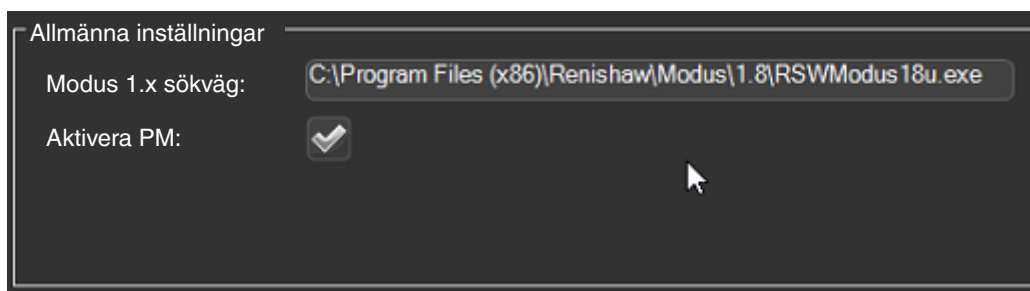 Allmänna inställningar
Modus 1.x sökväg: C:\Program Files (x86)\Renishaw\Modus\1.8\RSWModus18u.exe
Aktivera PM: